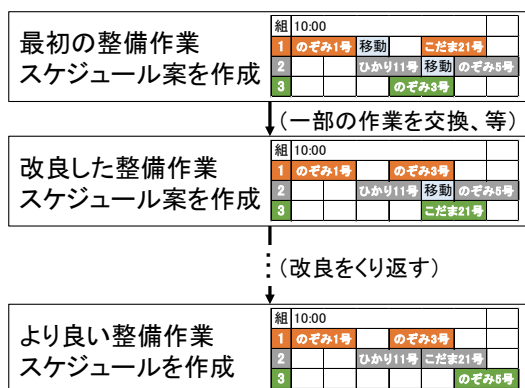 最初の整備作業
スケジュール案を作成
組 10:00
1 のぞみ1号 移動 こだま21号
2 ひかり11号 移動 のぞみ5号
3 のぞみ3号
(一部の作業を交換、等)
改良した整備作業
スケジュール案を作成
組 10:00
1 のぞみ1号 のぞみ3号
2 ひかり11号 移動 のぞみ5号
3 こだま21号
(改良をくり返す)
より良い整備作業
スケジュールを作成
組 10:00
1 のぞみ1号 のぞみ3号
2 ひかり11号 こだま21号
3 のぞみ5号